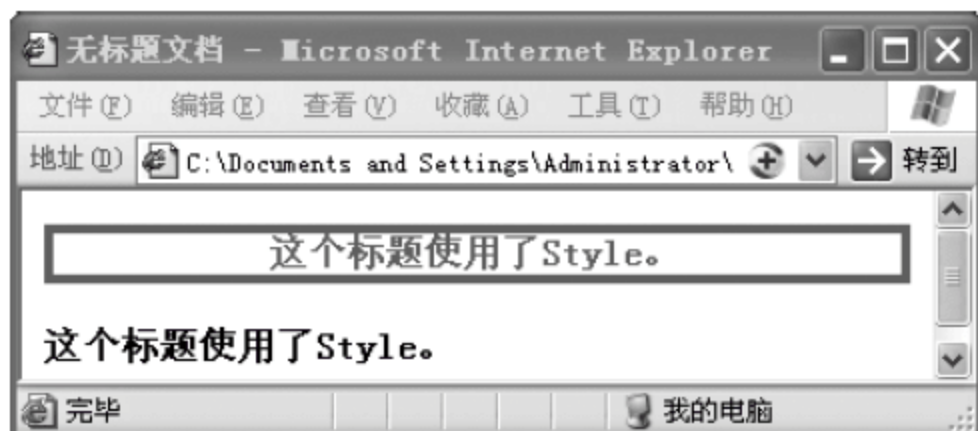 无标题文档 - Microsoft Internet Explorer
文件(F) 编辑(E) 查看(V) 收藏(A) 工具(T) 帮助(H)
地址(D) C:\Documents and Settings\Administrator\ 转到
这个标题使用了Style。
这个标题使用了Style。
完毕 我的电脑